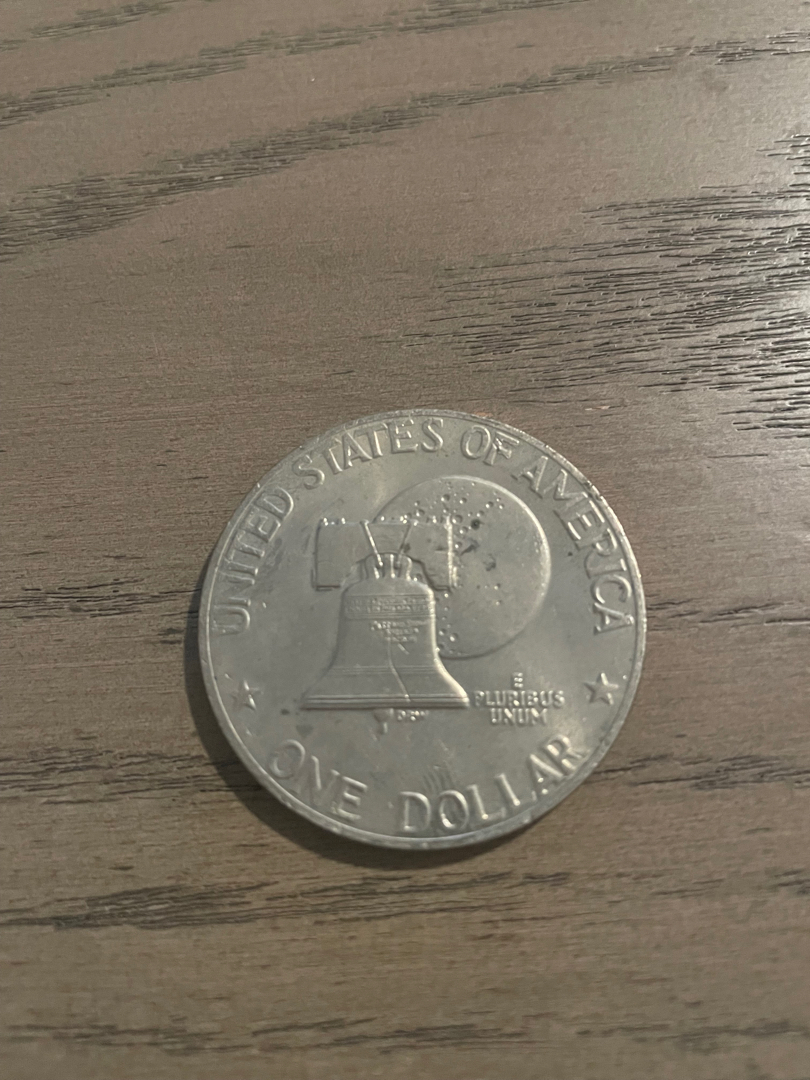 UNITED STATES OF AMERICA
E
PLURIBUS
UNUM
ONE DOLLAR